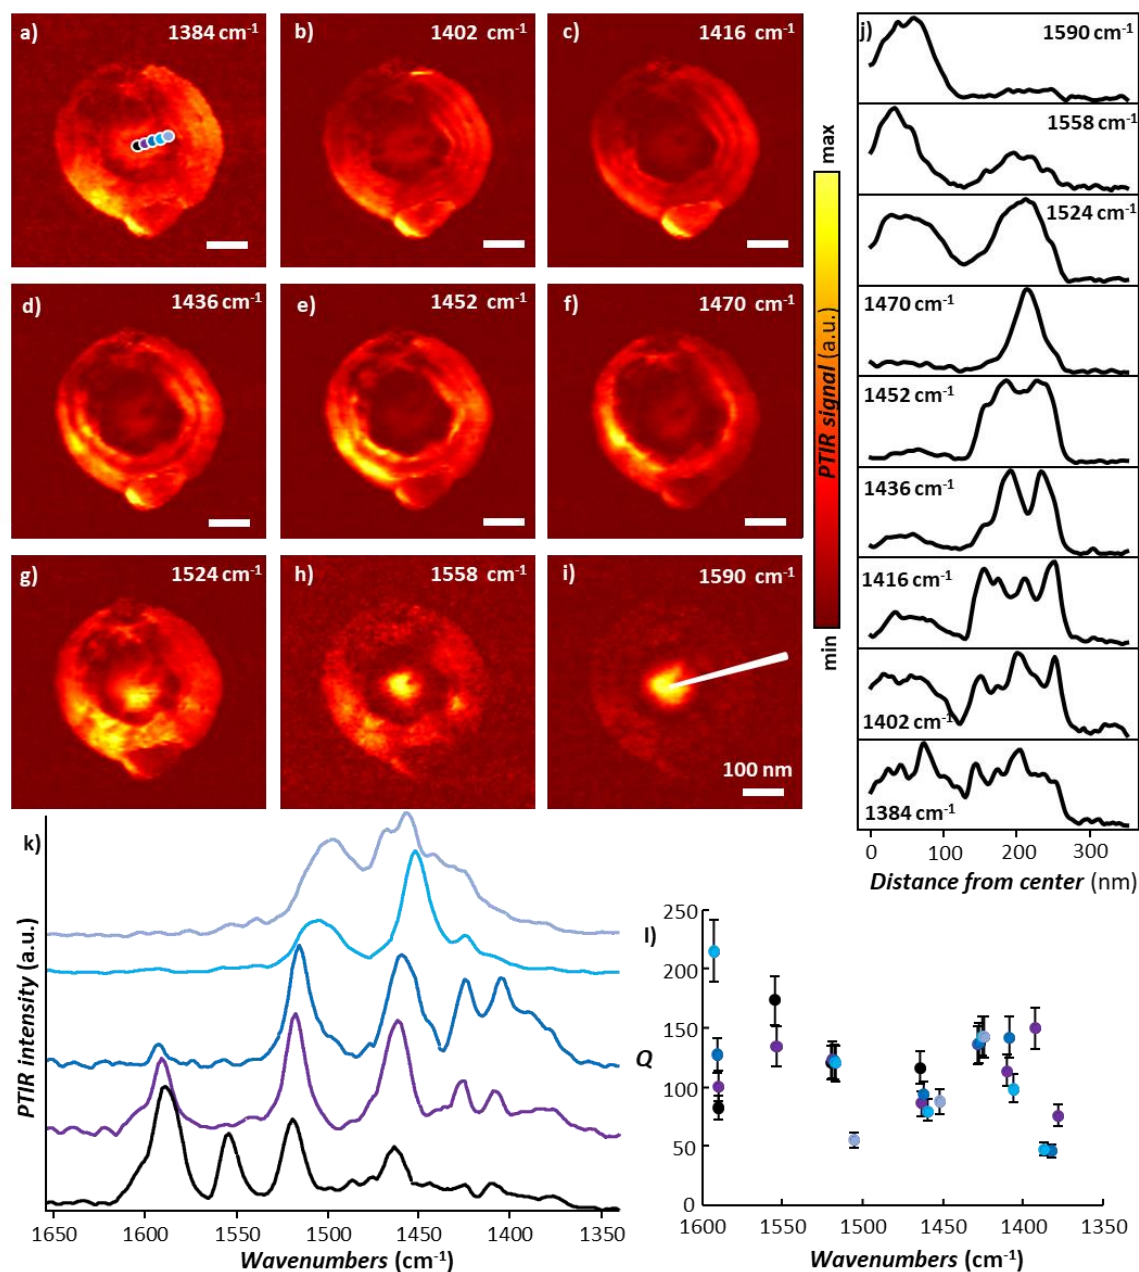 a) 1384 cm-1
b) 1402 cm-1
c) 1416 cm-1
d) 1436 cm-1
e) 1452 cm-1
f) 1470 cm-1
g) 1524 cm-1
h) 1558 cm-1
i) 1590 cm-1
100 nm
max
PTIR signal (a.u.)
min
j) 1590 cm-1
1558 cm-1
1524 cm-1
1470 cm-1
1452 cm-1
1436 cm-1
1416 cm-1
1402 cm-1
1384 cm-1
0 100 200 300
Distance from center (nm)
k)
PTIR intensity (a.u.)
1650 1600 1550 1500 1450 1400 1350
Wavenumbers (cm-1)
l)
250
200
150
Q
100
50
0
1600 1550 1500 1450 1400 1350
Wavenumbers (cm-1)